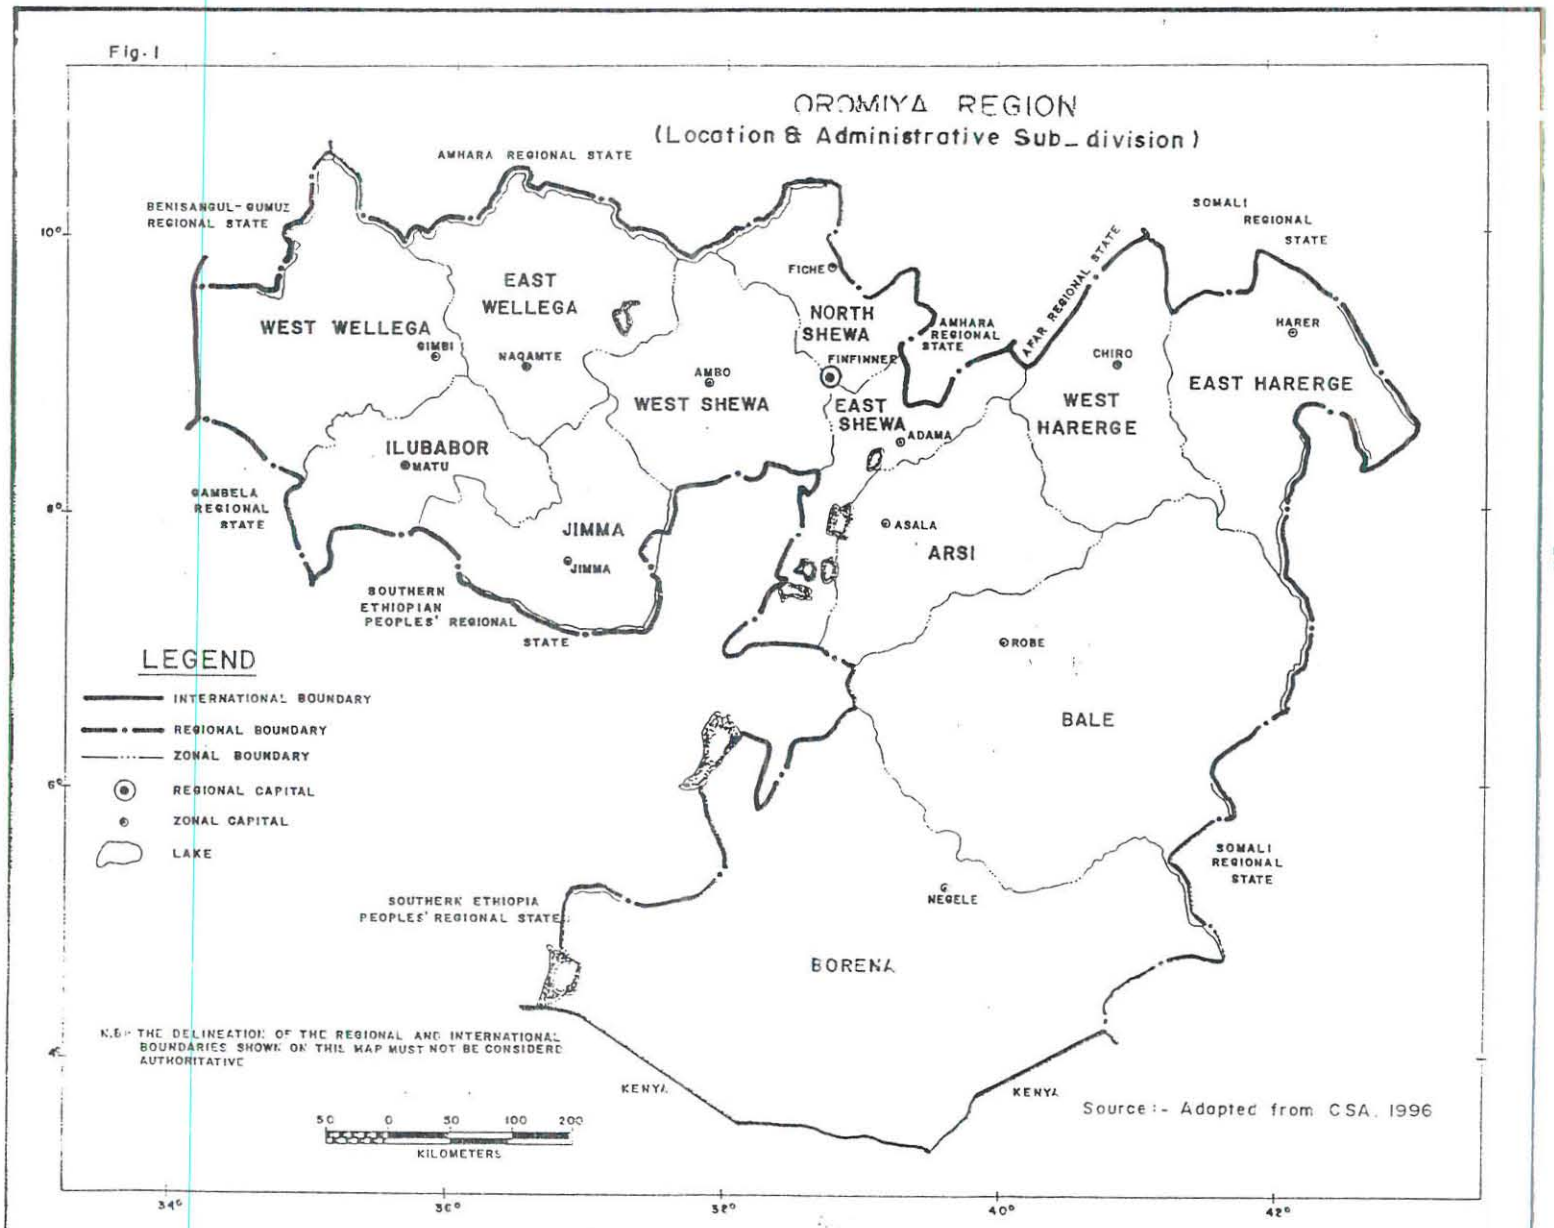 Fig. 1
OROMIYA REGION
(Location & Administrative Sub_division)
AMHARA REGIONAL STATE
BENISANGUL-GUMUZ
REGIONAL STATE
SOMALI
REGIONAL
STATE
AFAR REGIONAL STATE
10°
FICHE
EAST
WELLEGA
NORTH
SHEWA
WEST WELLEGA
AMHARA
REGIONAL
STATE
HARER
GIMBI
NAQAMTE
FINFINNE
CHIRO
AMBO
EAST HARERGE
WEST SHEWA
EAST
SHEWA
WEST
HARERGE
ADAMA
ILUBABOR
MATU
GAMBELA
REGIONAL
STATE
8°
JIMMA
ASALA
ARSI
JIMMA
SOUTHERN
ETHIOPIAN
PEOPLES' REGIONAL
STATE
ROBE
LEGEND
INTERNATIONAL BOUNDARY
REGIONAL BOUNDARY
ZONAL BOUNDARY
REGIONAL CAPITAL
ZONAL CAPITAL
LAKE
BALE
6°
SOMALI
REGIONAL
STATE
NEGELE
SOUTHERN ETHIOPIA
PEOPLES' REGIONAL STATE
BORENA
N.B:- THE DELINEATION OF THE REGIONAL AND INTERNATIONAL
BOUNDARIES SHOWN ON THIS MAP MUST NOT BE CONSIDERE
AUTHORITATIVE
4°
KENYA
KENYA
Source:- Adapted from CSA. 1996
50 0 50 100 200
KILOMETERS
34° 36° 38° 40° 42°